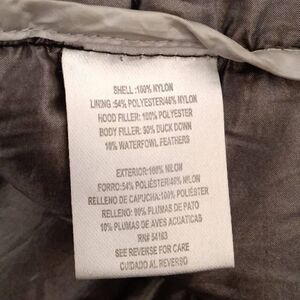 SHELL :100% NYLON
LINING :54% POLYESTER/46% NYLON
HOOD FILLER: 100% POLYESTER
BODY FILLER: 90% DUCK DOWN
10% WATERFOWL FEATHERS
EXTERIOR:100% NILON
FORRO:54% POLIÉSTER/46% NILON
RELLENO DE CAPUCHA:100% POLIÉSTER
RELLENO: 90% PLUMAS DE PATO
10% PLUMAS DE AVES ACUATICAS
RN# 54163
SEE REVERSE FOR CARE
CUIDADO AL REVERSO